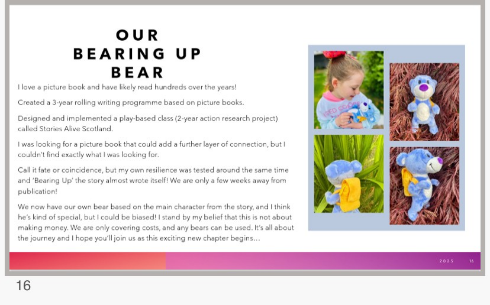 OUR
BEARING UP
BEAR
I love a picture book and have likely read hundreds over the years!
Created a 3-year rolling writing programme based on picture books.
Designed and implemented a play-based class (2-year action research project)
called Stories Alive Scotland.
I was looking for a picture book that could add a further layer of connection, but I
couldn't find exactly what I was looking for.
Call it fate or coincidence, but my own resilience was tested around the same time
and 'Bearing Up' the story almost wrote itself! We are only a few weeks away from
publication!
We now have our own bear based on the main character from the story, and I think
he's kind of special, but I could be biased! I stand by my belief that this is not about
making money. We are only covering costs, and any bears can be used. It's all about
the journey and I hope you'll join us as this exciting new chapter begins...
2023
16